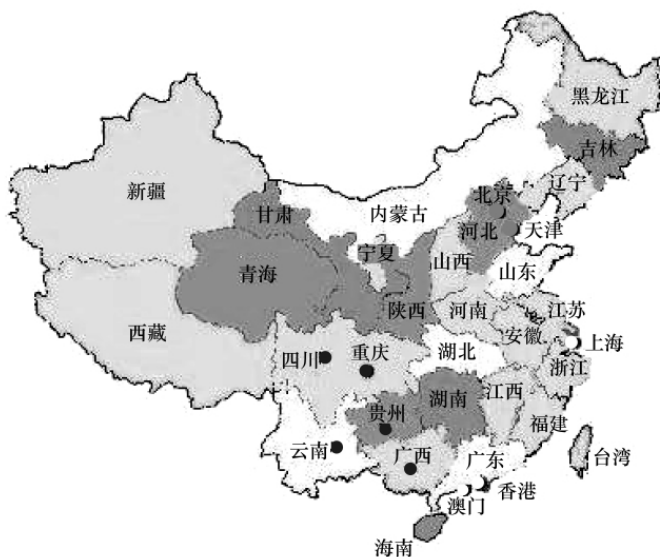 黑龙江
吉林
辽宁
新疆
北京
甘肃
内蒙古
河北
天津
宁夏
山西
青海
山东
陕西
河南
江苏
西藏
安徽
上海
四川
重庆
湖北
浙江
江西
湖南
贵州
福建
云南
广西
广东
台湾
香港
澳门
海南